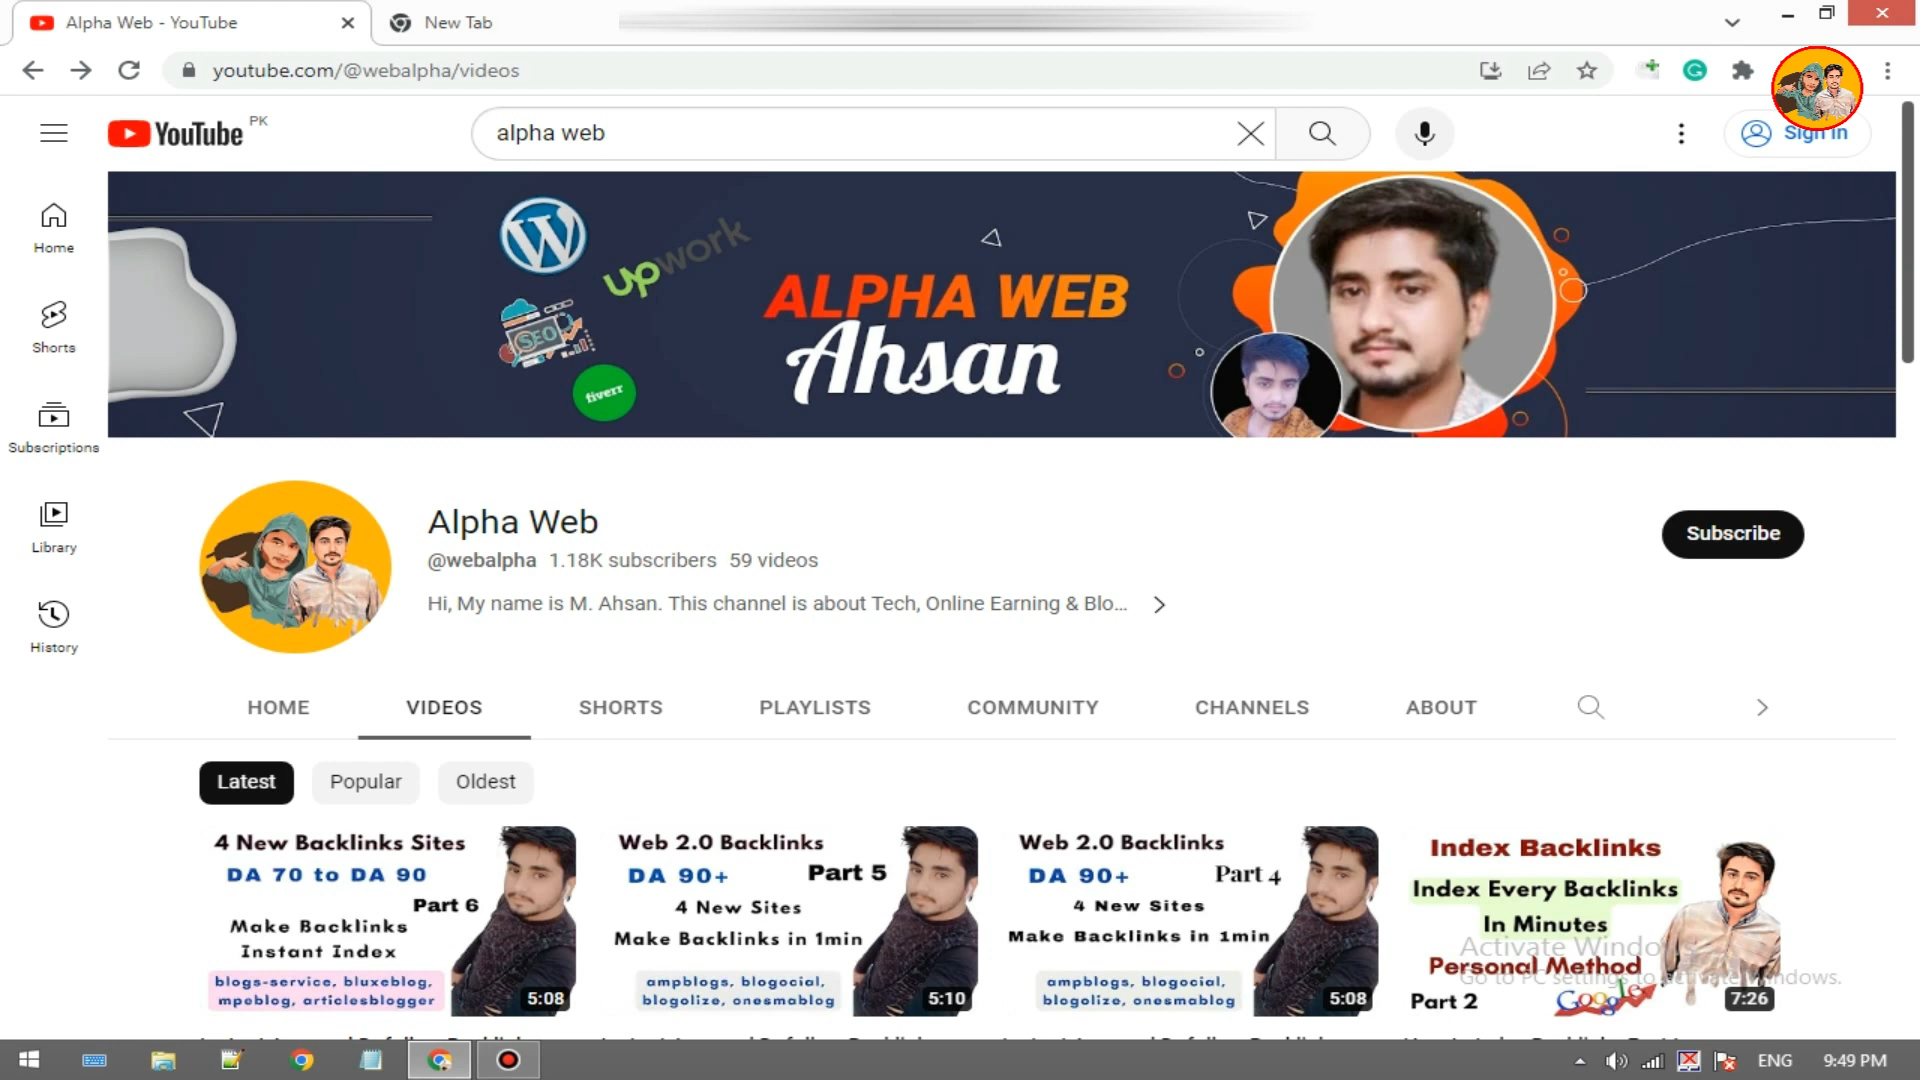 Alpha Web - YouTube
New Tab
youtube.com/@webalpha/videos
YouTube PK
alpha web
Sign in
Home
Shorts
Subscriptions
Library
History
upwork
SEO
fiverr
ALPHA WEB
Ahsan
Alpha Web
@webalpha 1.18K subscribers 59 videos
Hi, My name is M. Ahsan. This channel is about Tech, Online Earning & Blo...
Subscribe
HOME VIDEOS SHORTS PLAYLISTS COMMUNITY CHANNELS ABOUT
Latest Popular Oldest
4 New Backlinks Sites
DA 70 to DA 90
Part 6
Make Backlinks
Instant Index
blogs-service, bluxeblog,
mpeblog, articlesblogger
5:08
Web 2.0 Backlinks
DA 90+ Part 5
4 New Sites
Make Backlinks in 1min
ampblogs, blogocial,
blogolize, onesmablog
5:10
Web 2.0 Backlinks
DA 90+ Part 4
4 New Sites
Make Backlinks in 1min
ampblogs, blogocial,
blogolize, onesmablog
5:08
Index Backlinks
Index Every Backlinks
In Minutes
Personal Method
Part 2 Google
7:26
Activate Windows
Go to PC settings to activate Windows.
ENG 9:49 PM